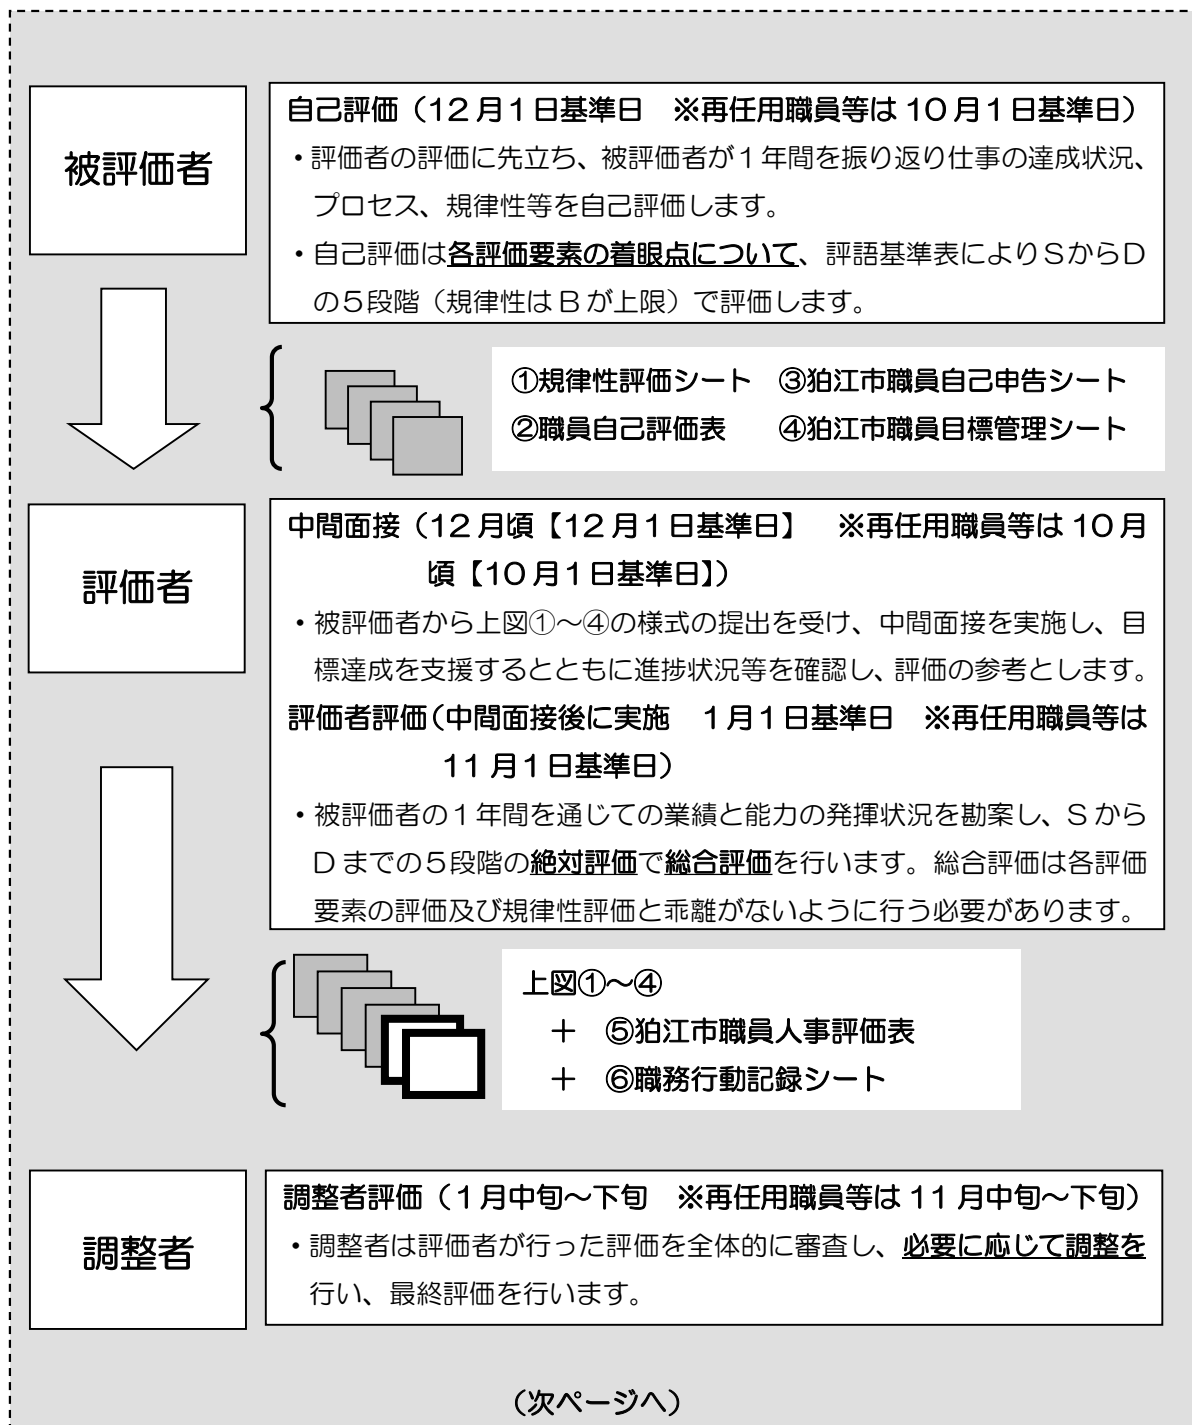 被評価者
自己評価（12月1日基準日　※再任用職員等は10月1日基準日）
・評価者の評価に先立ち、被評価者が1年間を振り返り仕事の達成状況、
プロセス、規律性等を自己評価します。
・自己評価は各評価要素の着眼点について、評語基準表によりSからD
の5段階（規律性はBが上限）で評価します。
①規律性評価シート　③狛江市職員自己申告シート
②職員自己評価表　④狛江市職員目標管理シート
評価者
中間面接（12月頃【12月1日基準日】　※再任用職員等は10月
頃【10月1日基準日】）
・被評価者から上図①～④の様式の提出を受け、中間面接を実施し、目
標達成を支援するとともに進捗状況等を確認し、評価の参考とします。
評価者評価（中間面接後に実施　1月1日基準日　※再任用職員等は
11月1日基準日）
・被評価者の1年間を通じての業績と能力の発揮状況を勘案し、Sから
Dまでの5段階の絶対評価で総合評価を行います。総合評価は各評価
要素の評価及び規律性評価と乖離がないように行う必要があります。
上図①～④
＋　⑤狛江市職員人事評価表
＋　⑥職務行動記録シート
調整者
調整者評価（1月中旬～下旬　※再任用職員等は11月中旬～下旬）
・調整者は評価者が行った評価を全体的に審査し、必要に応じて調整を
行い、最終評価を行います。
（次ページへ）